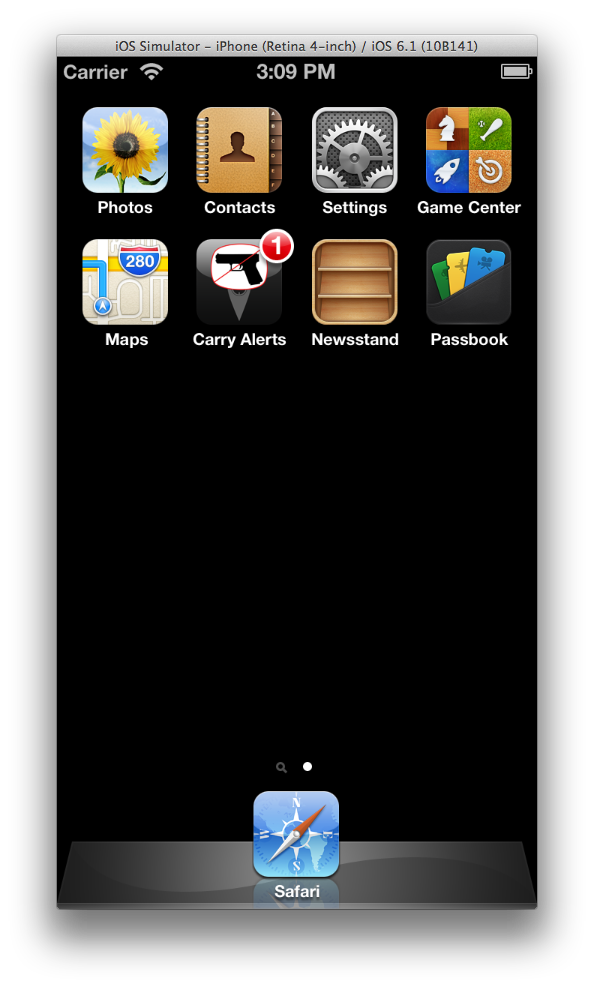 iOS Simulator - iPhone (Retina 4-inch) / iOS 6.1 (10B141)
Carrier 3:09 PM
Photos Contacts Settings Game Center
280 1
Maps Carry Alerts Newsstand Passbook
N
S
Safari